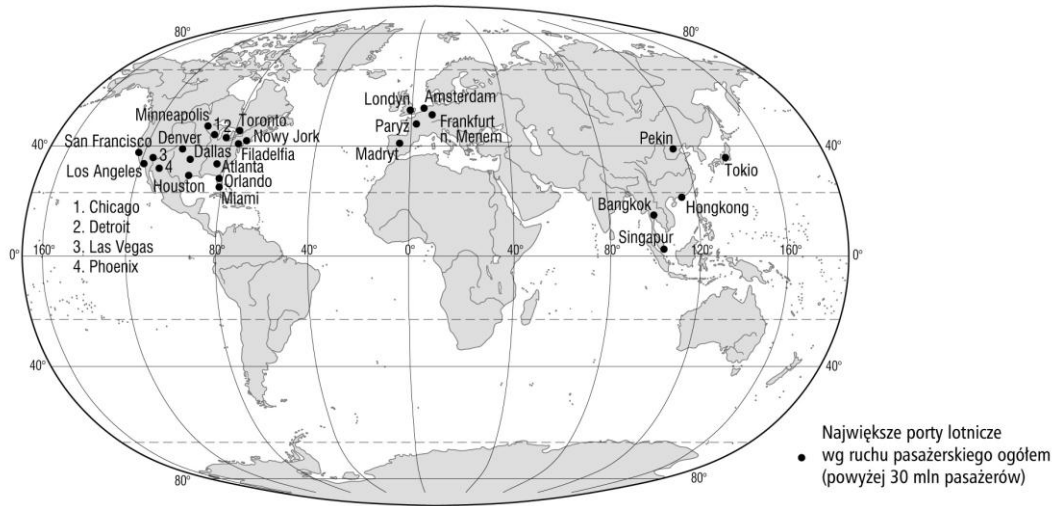 80°
80°
Londyn
Amsterdam
Minneapolis
1
2
Toronto
Paryż
Frankfurt
n. Menem
San Francisco
Denver
Nowy Jork
40°
40°
Madryt
Pekin
3
Dallas
Filadelfia
Tokio
Los Angeles
4
Atlanta
Houston
Orlando
Miami
Bangkok
Hongkong
1. Chicago
2. Detroit
3. Las Vegas
4. Phoenix
Singapur
0°
160°
80°
40°
0°
40°
80°
120°
160°
0°
40°
40°
80°
80°
Największe porty lotnicze
wg ruchu pasażerskiego ogółem
(powyżej 30 mln pasażerów)